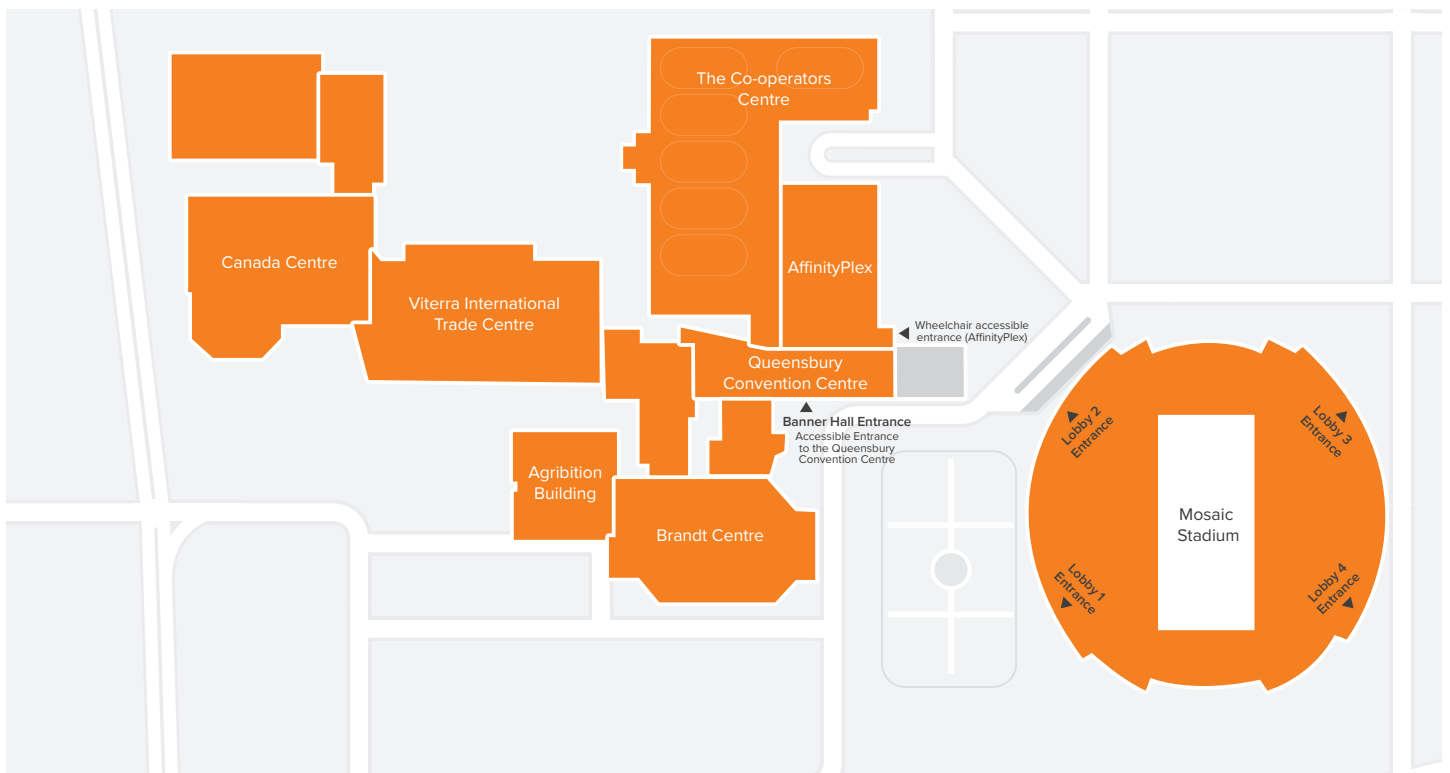 The Co-operators
Centre
Canada Centre
AffinityPlex
Viterra International
Trade Centre
Wheelchair accessible
entrance (AffinityPlex)
Queensbury
Convention Centre
Banner Hall Entrance
Accessible Entrance
to the Queensbury
Convention Centre
Lobby 2
Entrance
Lobby 3
Entrance
Agribition
Building
Brandt Centre
Mosaic
Stadium
Lobby 1
Entrance
Lobby 4
Entrance